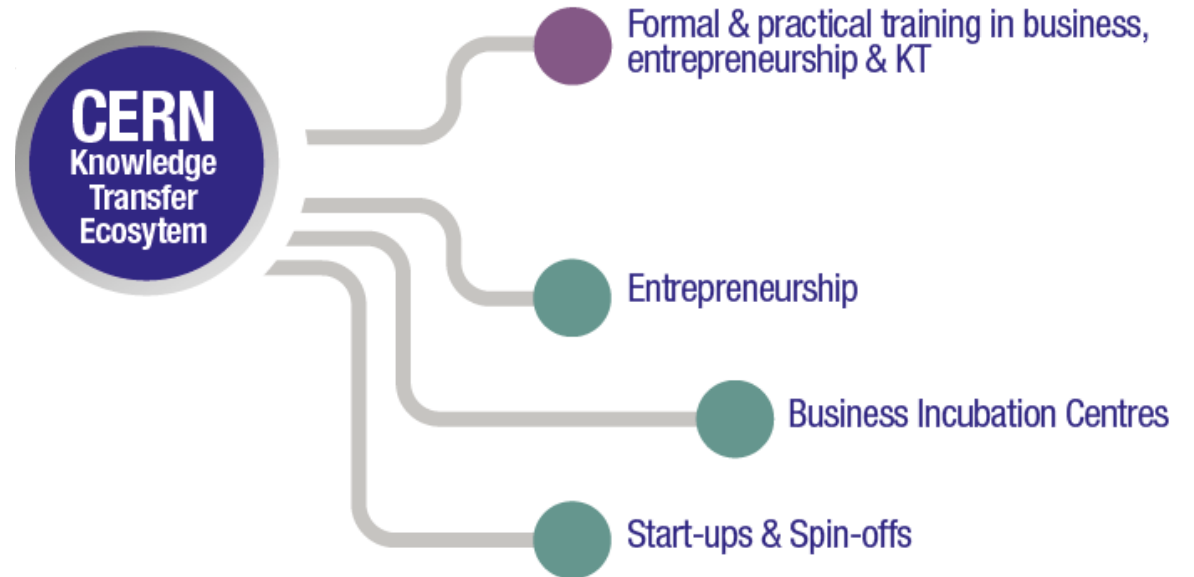 CERN
Knowledge
Transfer
Ecosytem
Formal & practical training in business,
entrepreneurship & KT
Entrepreneurship
Business Incubation Centres
Start-ups & Spin-offs